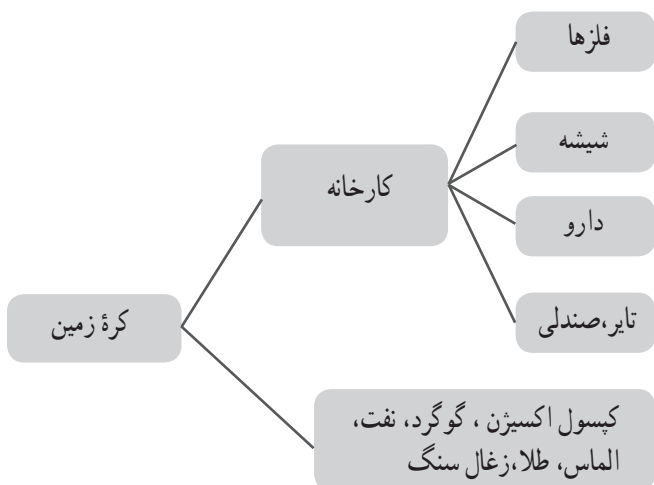 فلزها
شیشه
کارخانه
دارو
کرهٔ زمین
تایر،صندلی
کپسول اکسیژن ، گوگرد، نفت،
الماس، طلا،زغال سنگ